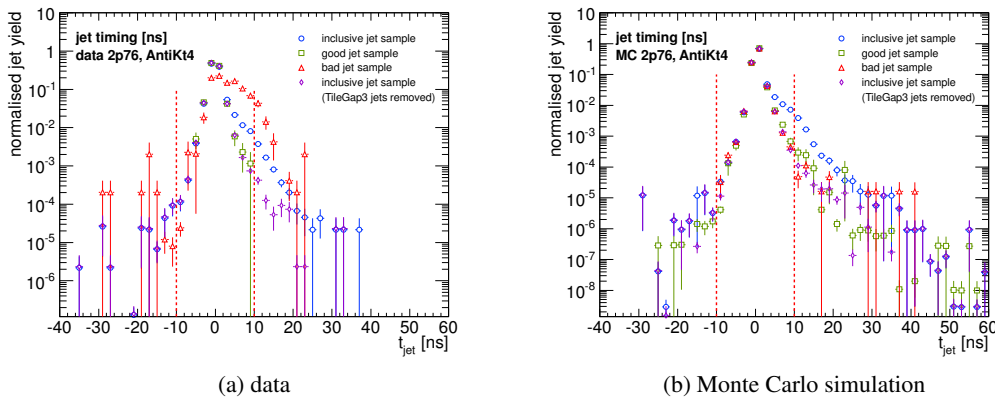 normalised jet yield
jet timing [ns]
data 2p76, AntiKt4
inclusive jet sample
good jet sample
bad jet sample
inclusive jet sample
(TileGap3 jets removed)
1
10⁻¹
10⁻²
10⁻³
10⁻⁴
10⁻⁵
10⁻⁶
-40 -30 -20 -10 0 10 20 30 40 50 60
t_jet [ns]
(a) data
normalised jet yield
jet timing [ns]
MC 2p76, AntiKt4
inclusive jet sample
good jet sample
bad jet sample
inclusive jet sample
(TileGap3 jets removed)
10
1
10⁻¹
10⁻²
10⁻³
10⁻⁴
10⁻⁵
10⁻⁶
10⁻⁷
10⁻⁸
-40 -30 -20 -10 0 10 20 30 40 50 60
t_jet [ns]
(b) Monte Carlo simulation